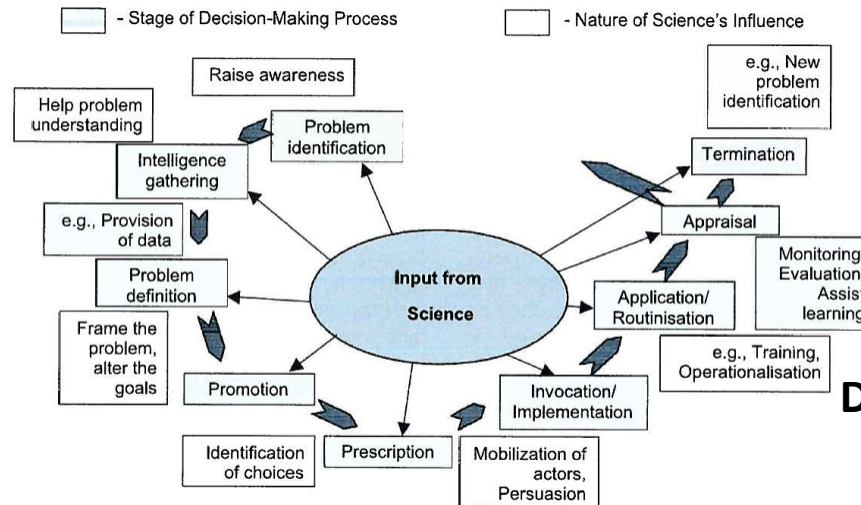 - Stage of Decision-Making Process
- Nature of Science's Influence
Raise awareness
e.g., New
problem
identification
Help problem
understanding
Problem
identification
Intelligence
gathering
Termination
e.g., Provision
of data
Appraisal
Problem
definition
Input from
Science
Monitoring
Evaluation
Assist
learning
Application/
Routinisation
Frame the
problem,
alter the
goals
e.g., Training,
Operationalisation
Promotion
Invocation/
Implementation
D
Identification
of choices
Prescription
Mobilization of
actors,
Persuasion